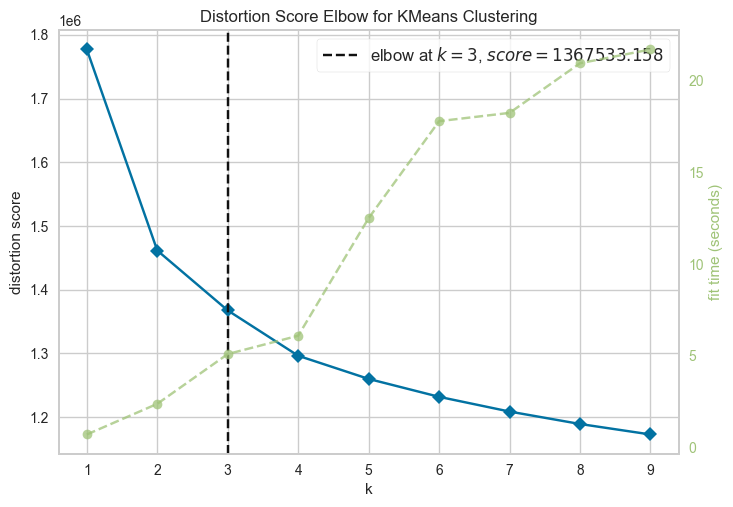 Distortion Score Elbow for KMeans Clustering
1e6
elbow at k = 3, score = 1367533.158
1.8
1.7
1.6
1.5
1.4
1.3
1.2
distortion score
20
15
10
5
0
fit time (seconds)
1 2 3 4 5 6 7 8 9
k